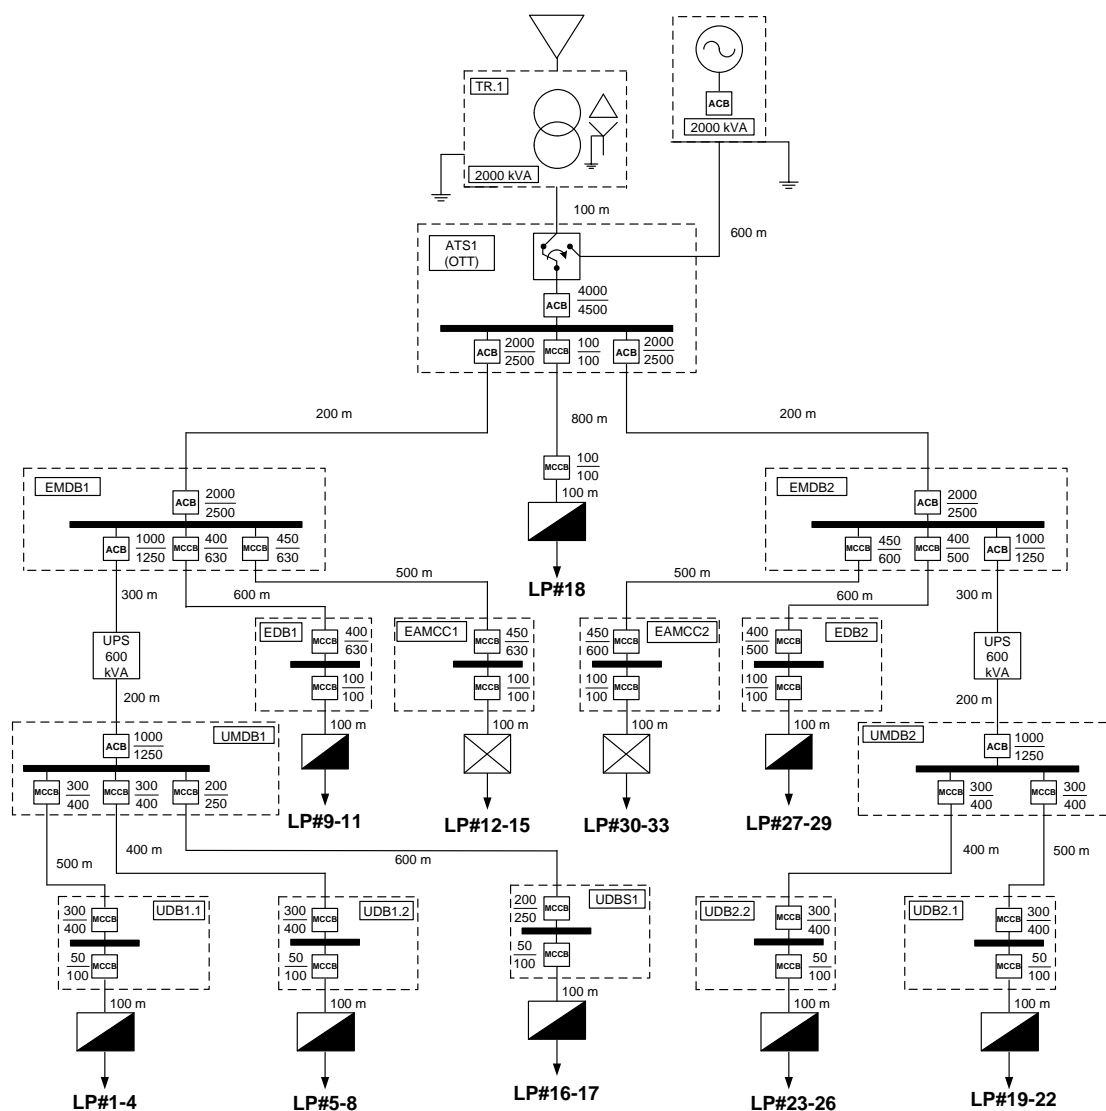 TR.1
ACB
2000 kVA
2000 kVA
100 m
600 m
ATS1
(OTT)
ACB
4000
4500
ACB
2000
2500
MCCB
100
100
ACB
2000
2500
200 m
800 m
200 m
MCCB
100
100
100 m
LP#18
EMDB1
ACB
2000
2500
ACB
1000
1250
MCCB
400
630
MCCB
450
630
EMDB2
ACB
2000
2500
MCCB
450
600
MCCB
400
500
ACB
1000
1250
300 m
600 m
500 m
500 m
600 m
300 m
UPS
600
kVA
200 m
EDB1
MCCB
400
630
MCCB
100
100
100 m
LP#9-11
EAMCC1
MCCB
450
630
MCCB
100
100
100 m
LP#12-15
EAMCC2
450
600
MCCB
100
100
MCCB
100 m
LP#30-33
EDB2
400
500
MCCB
100
100
MCCB
100 m
LP#27-29
UPS
600
kVA
200 m
UMDB1
ACB
1000
1250
MCCB
300
400
MCCB
300
400
MCCB
200
250
UMDB2
ACB
1000
1250
MCCB
300
400
MCCB
300
400
500 m
400 m
600 m
400 m
500 m
UDB1.1
300
400
MCCB
50
100
MCCB
100 m
LP#1-4
UDB1.2
300
400
MCCB
50
100
MCCB
100 m
LP#5-8
UDBS1
200
250
MCCB
50
100
MCCB
100 m
LP#16-17
UDB2.2
MCCB
300
400
MCCB
50
100
100 m
LP#23-26
UDB2.1
MCCB
300
400
MCCB
50
100
100 m
LP#19-22